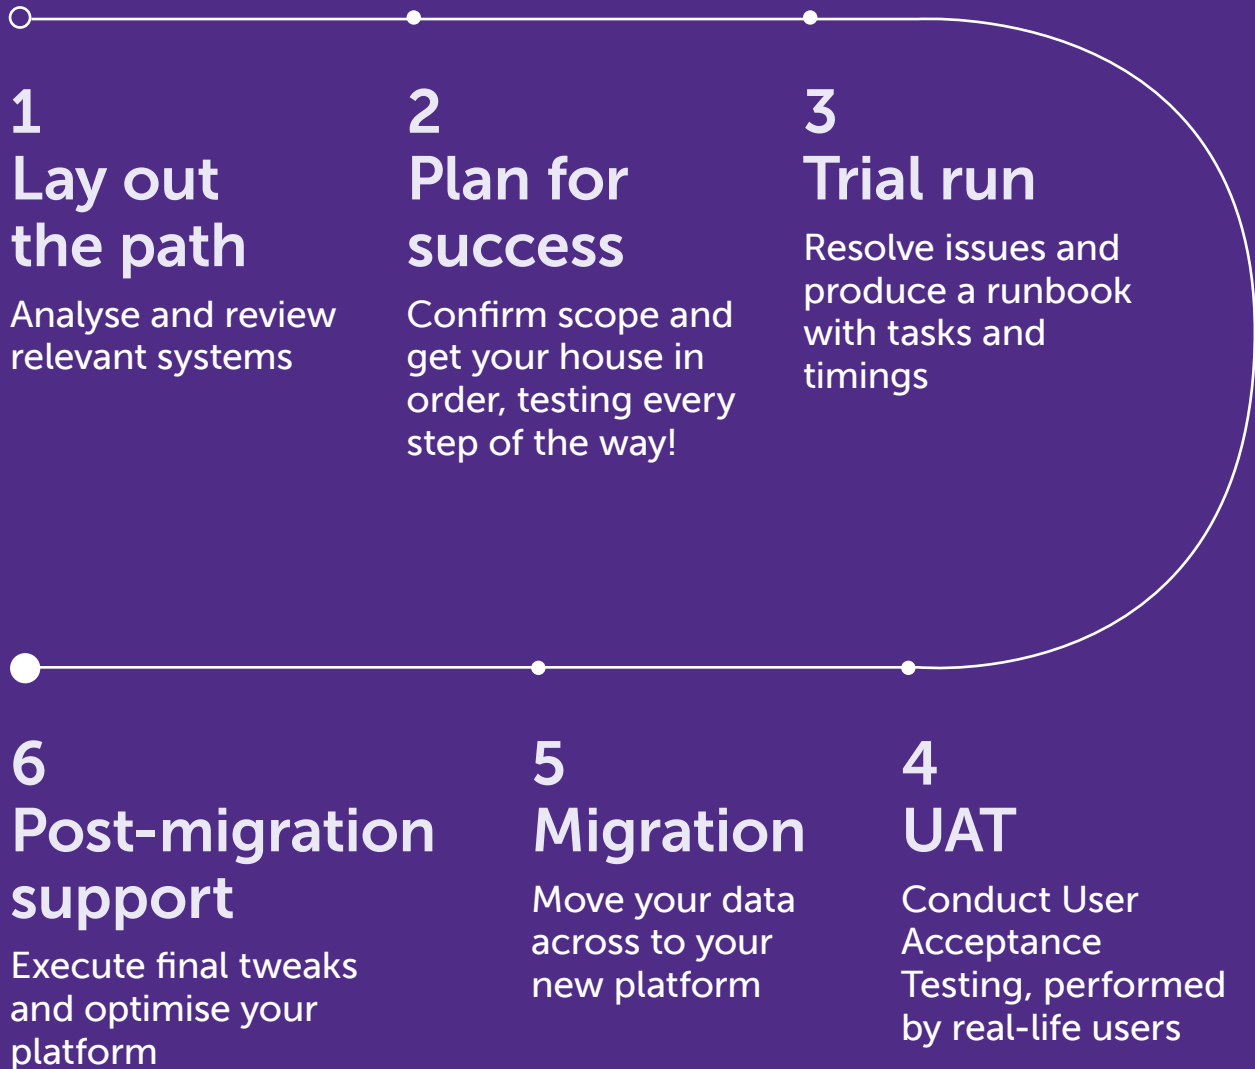 1
Lay out
the path
Analyse and review
relevant systems
2
Plan for
success
Confirm scope and
get your house in
order, testing every
step of the way!
3
Trial run
Resolve issues and
produce a runbook
with tasks and
timings
4
UAT
Conduct User
Acceptance
Testing, performed
by real-life users
5
Migration
Move your data
across to your
new platform
6
Post-migration
support
Execute final tweaks
and optimise your
platform